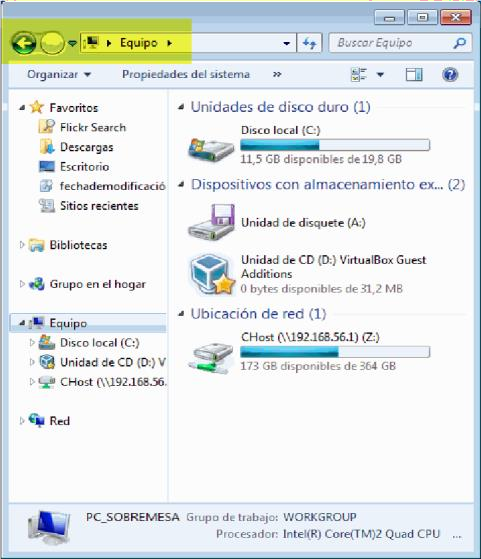 Equipo
Buscar Equipo
Organizar
Propiedades del sistema
»
Favoritos
Flickr Search
Descargas
Escritorio
fechademodificació
Sitios recientes
Bibliotecas
Grupo en el hogar
Equipo
Disco local (C:)
Unidad de CD (D:) V
CHost (\\192.168.56.
Red
Unidades de disco duro (1)
Disco local (C:)
11,5 GB disponibles de 19,8 GB
Dispositivos con almacenamiento ex... (2)
Unidad de disquete (A:)
Unidad de CD (D:) VirtualBox Guest
Additions
0 bytes disponibles de 31,2 MB
Ubicación de red (1)
CHost (\\192.168.56.1) (Z:)
173 GB disponibles de 364 GB
PC_SOBREMESA Grupo de trabajo: WORKGROUP
Procesador: Intel(R) Core(TM)2 Quad CPU ...